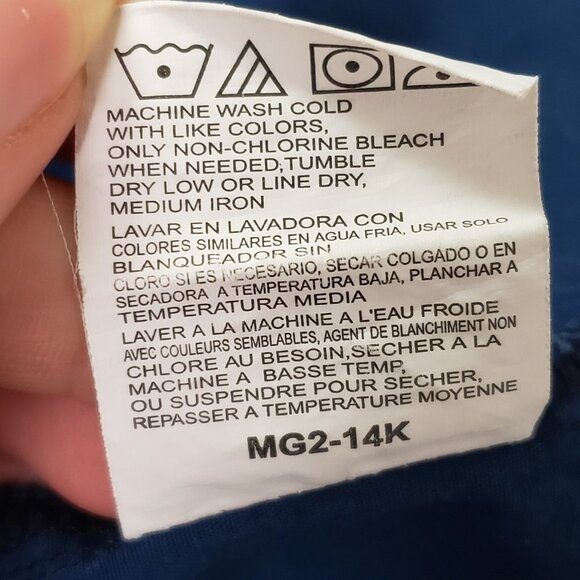 MACHINE WASH COLD
WITH LIKE COLORS,
ONLY NON-CHLORINE BLEACH
WHEN NEEDED,TUMBLE
DRY LOW OR LINE DRY,
MEDIUM IRON
LAVAR EN LAVADORA CON
COLORES SIMILARES EN AGUA FRIA, USAR SOLO
BLANQUEADOR SIN
CLORO SI ES NECESARIO, SECAR COLGADO O EN
SECADORA A TEMPERATURA BAJA, PLANCHAR A
TEMPERATURA MEDIA
LAVER A LA MACHINE A L'EAU FROIDE
AVEC COULEURS SEMBLABLES, AGENT DE BLANCHIMENT NON
CHLORE AU BESOIN,SECHER A LA
MACHINE A BASSE TEMP,
OU SUSPENDRE POUR SECHER,
REPASSER A TEMPERATURE MOYENNE
MG2-14K